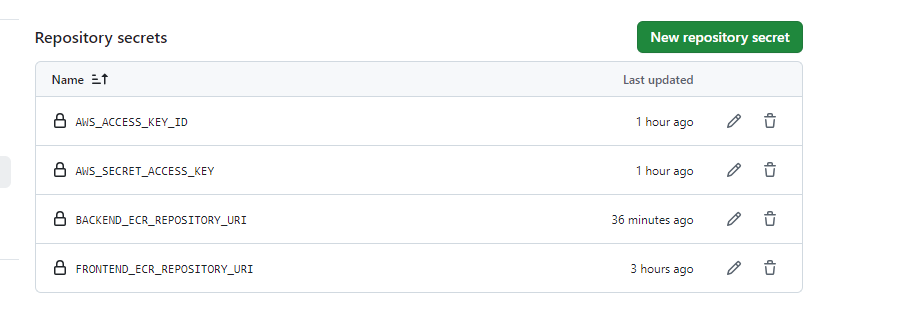 Repository secrets
New repository secret
Name
Last updated
AWS_ACCESS_KEY_ID
1 hour ago
AWS_SECRET_ACCESS_KEY
1 hour ago
BACKEND_ECR_REPOSITORY_URI
36 minutes ago
FRONTEND_ECR_REPOSITORY_URI
3 hours ago